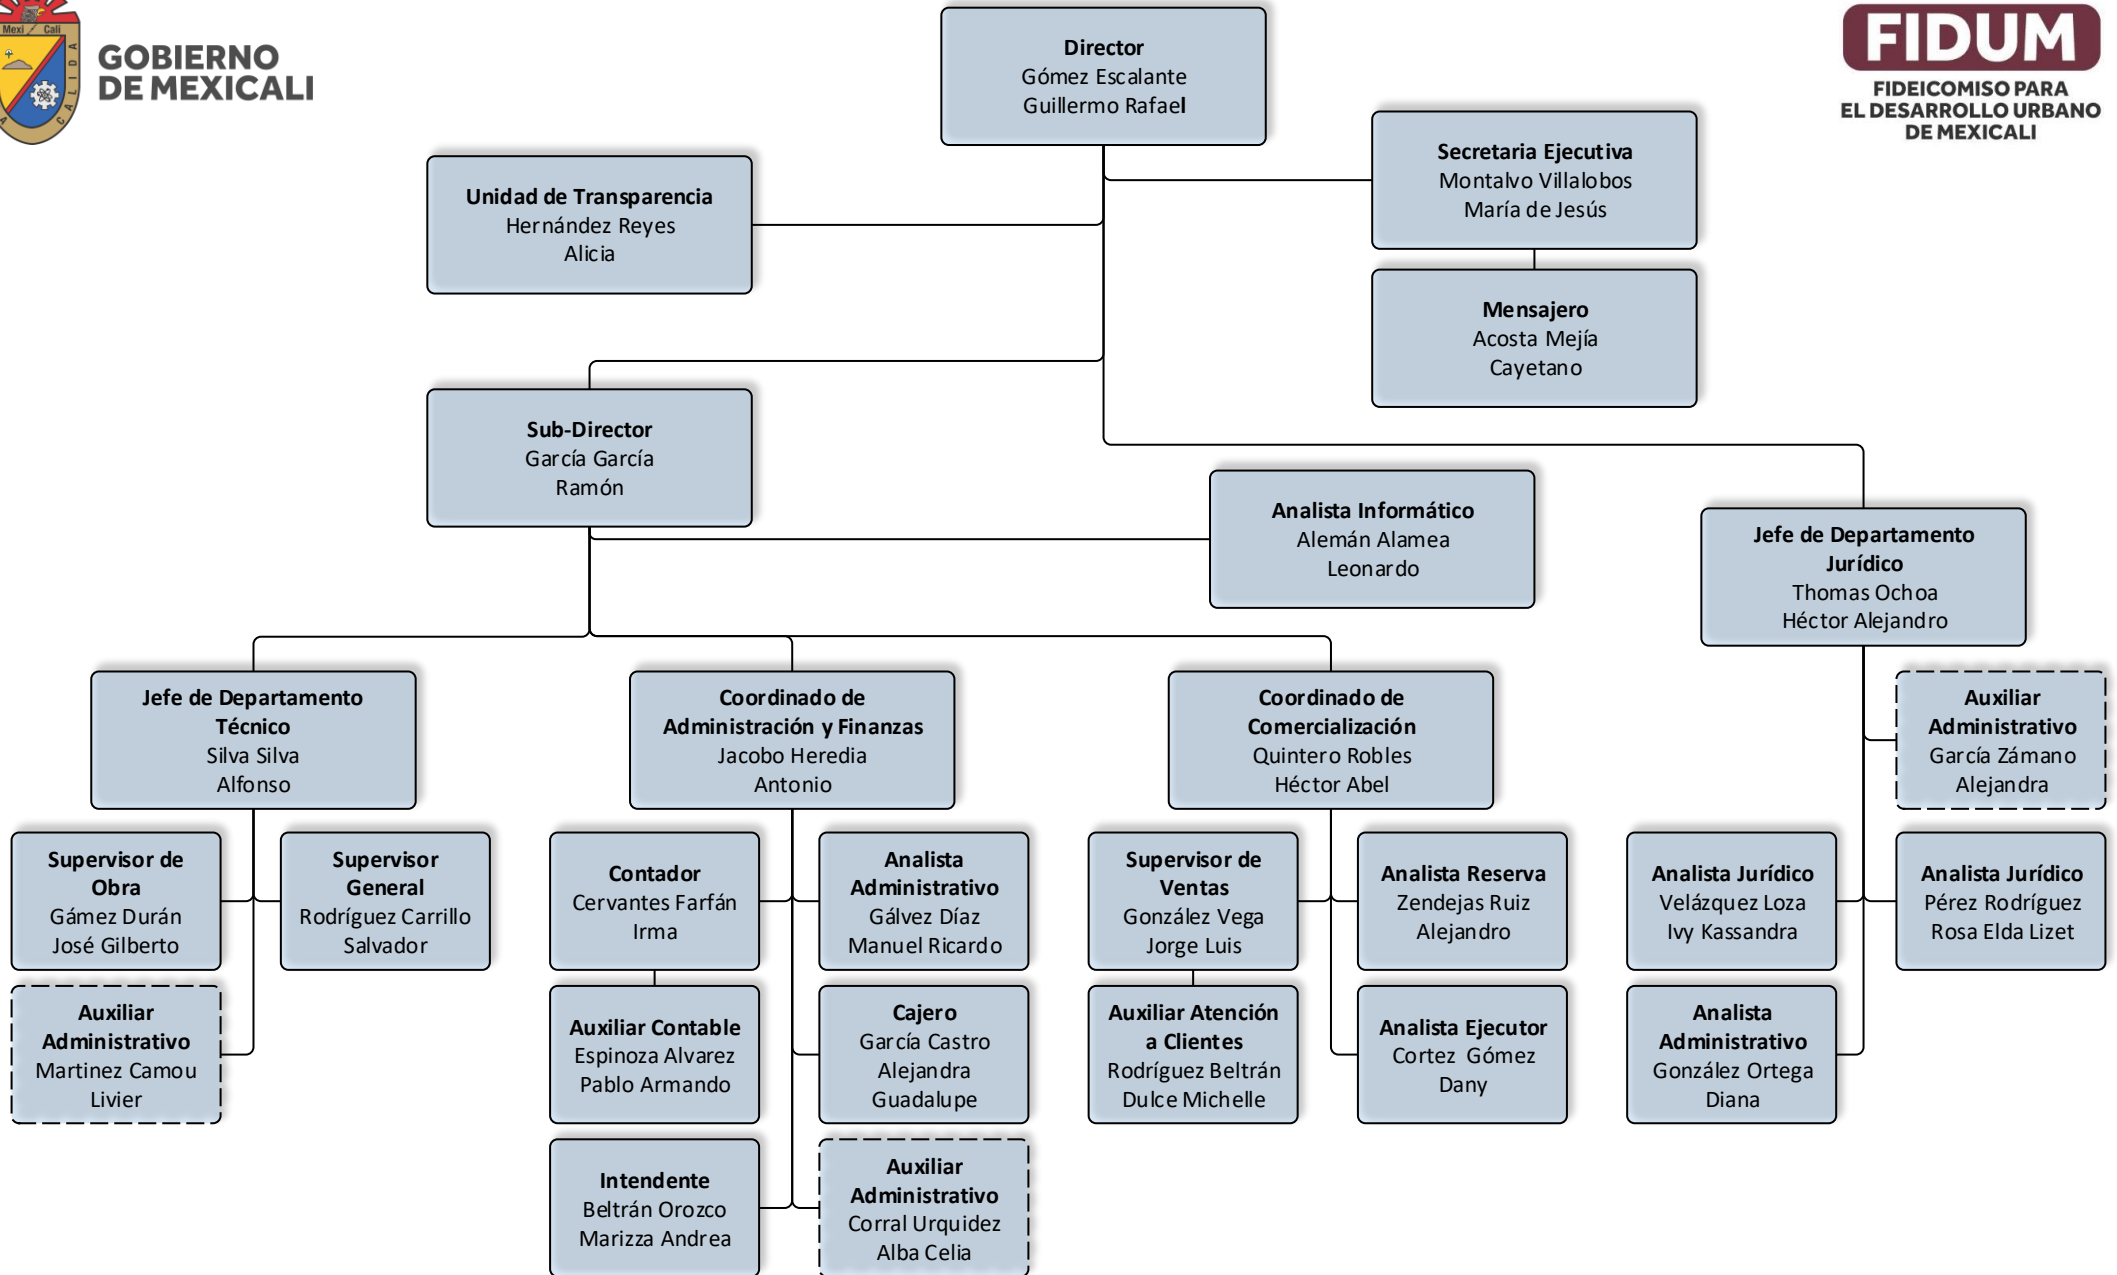 Mexi Cali
CALIDA
GOBIERNO
DE MEXICALI
FIDUM
FIDEICOMISO PARA
EL DESARROLLO URBANO
DE MEXICALI
Director
Gómez Escalante
Guillermo Rafael
Secretaria Ejecutiva
Montalvo Villalobos
María de Jesús
Unidad de Transparencia
Hernández Reyes
Alicia
Mensajero
Acosta Mejía
Cayetano
Sub-Director
García García
Ramón
Analista Informático
Alemán Alamea
Leonardo
Jefe de Departamento
Jurídico
Thomas Ochoa
Héctor Alejandro
Jefe de Departamento
Técnico
Silva Silva
Alfonso
Coordinado de
Administración y Finanzas
Jacobo Heredia
Antonio
Coordinado de
Comercialización
Quintero Robles
Héctor Abel
Auxiliar
Administrativo
García Zámano
Alejandra
Supervisor de
Obra
Gámez Durán
José Gilberto
Supervisor
General
Rodríguez Carrillo
Salvador
Contador
Cervantes Farfán
Irma
Analista
Administrativo
Gálvez Díaz
Manuel Ricardo
Supervisor de
Ventas
González Vega
Jorge Luis
Analista Reserva
Zendejas Ruiz
Alejandro
Analista Jurídico
Velázquez Loza
Ivy Kassandra
Analista Jurídico
Pérez Rodríguez
Rosa Elda Lizet
Auxiliar
Administrativo
Martinez Camou
Livier
Auxiliar Contable
Espinoza Alvarez
Pablo Armando
Cajero
García Castro
Alejandra
Guadalupe
Auxiliar Atención
a Clientes
Rodríguez Beltrán
Dulce Michelle
Analista Ejecutor
Cortez Gómez
Dany
Analista
Administrativo
González Ortega
Diana
Intendente
Beltrán Orozco
Marizza Andrea
Auxiliar
Administrativo
Corral Urquidez
Alba Celia